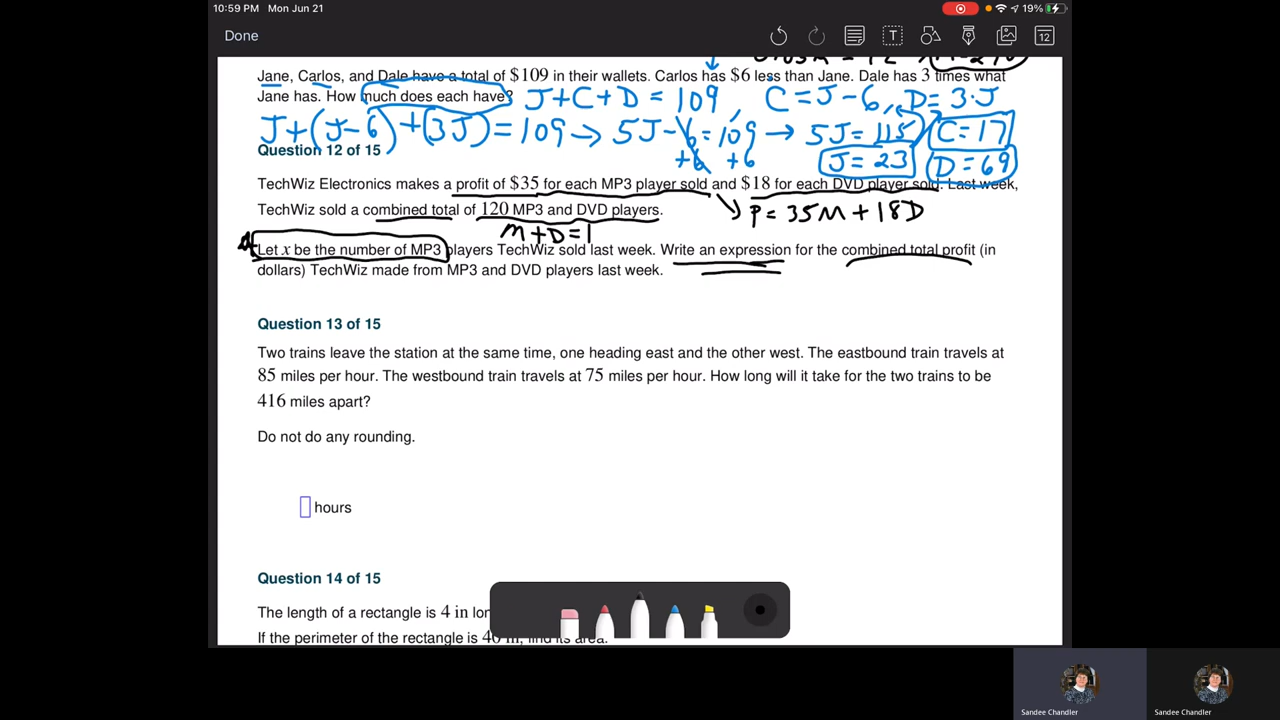 10:59 PM Mon Jun 21
19%
Done
T
12
Jane, Carlos, and Dale have a total of $109 in their wallets. Carlos has $6 less than Jane. Dale has 3 times what
Jane has. How much does each have? J+C+D = 109 C = J-6, D = 3·J
J+(J-6)+(3J) = 109 → 5J-6 = 109 → 5J = 115 C = 17
+6 +6 J = 23 D = 69
Question 12 of 15
TechWiz Electronics makes a profit of $35 for each MP3 player sold and $18 for each DVD player sold. Last week,
TechWiz sold a combined total of 120 MP3 and DVD players. P = 35M + 18D
M+D=1
Let x be the number of MP3 players TechWiz sold last week. Write an expression for the combined total profit (in
dollars) TechWiz made from MP3 and DVD players last week.
Question 13 of 15
Two trains leave the station at the same time, one heading east and the other west. The eastbound train travels at
85 miles per hour. The westbound train travels at 75 miles per hour. How long will it take for the two trains to be
416 miles apart?
Do not do any rounding.
hours
Question 14 of 15
The length of a rectangle is 4 in
If the perimeter of the rectangle is find its area.
Sandee Chandler
Sandee Chandler